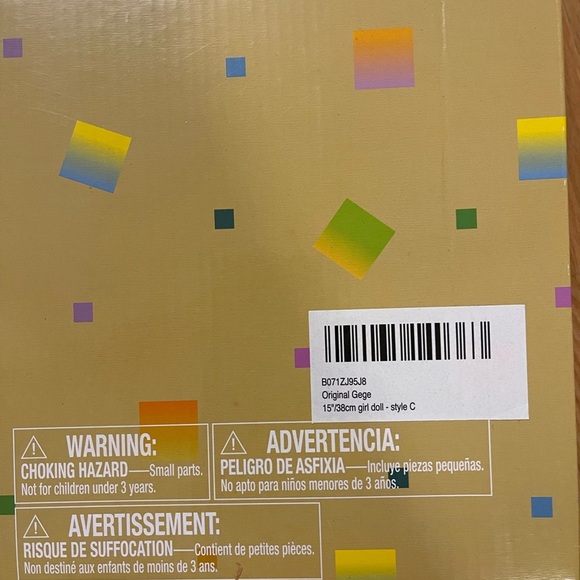 B071ZJ95J8
Original Gege
15"/38cm girl doll - style C
WARNING:
CHOKING HAZARD—Small parts.
Not for children under 3 years.
ADVERTENCIA:
PELIGRO DE ASFIXIA—Incluye piezas pequeñas.
No apto para niños menores de 3 años.
AVERTISSEMENT:
RISQUE DE SUFFOCATION—Contient de petites pièces.
Non destiné aux enfants de moins de 3 ans.